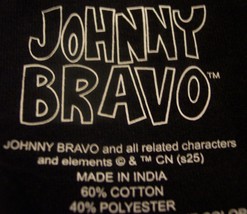 JOHNNY
BRAVO™
JOHNNY BRAVO and all related characters
and elements © & ™ CN (s25)
MADE IN INDIA
60% COTTON
40% POLYESTER